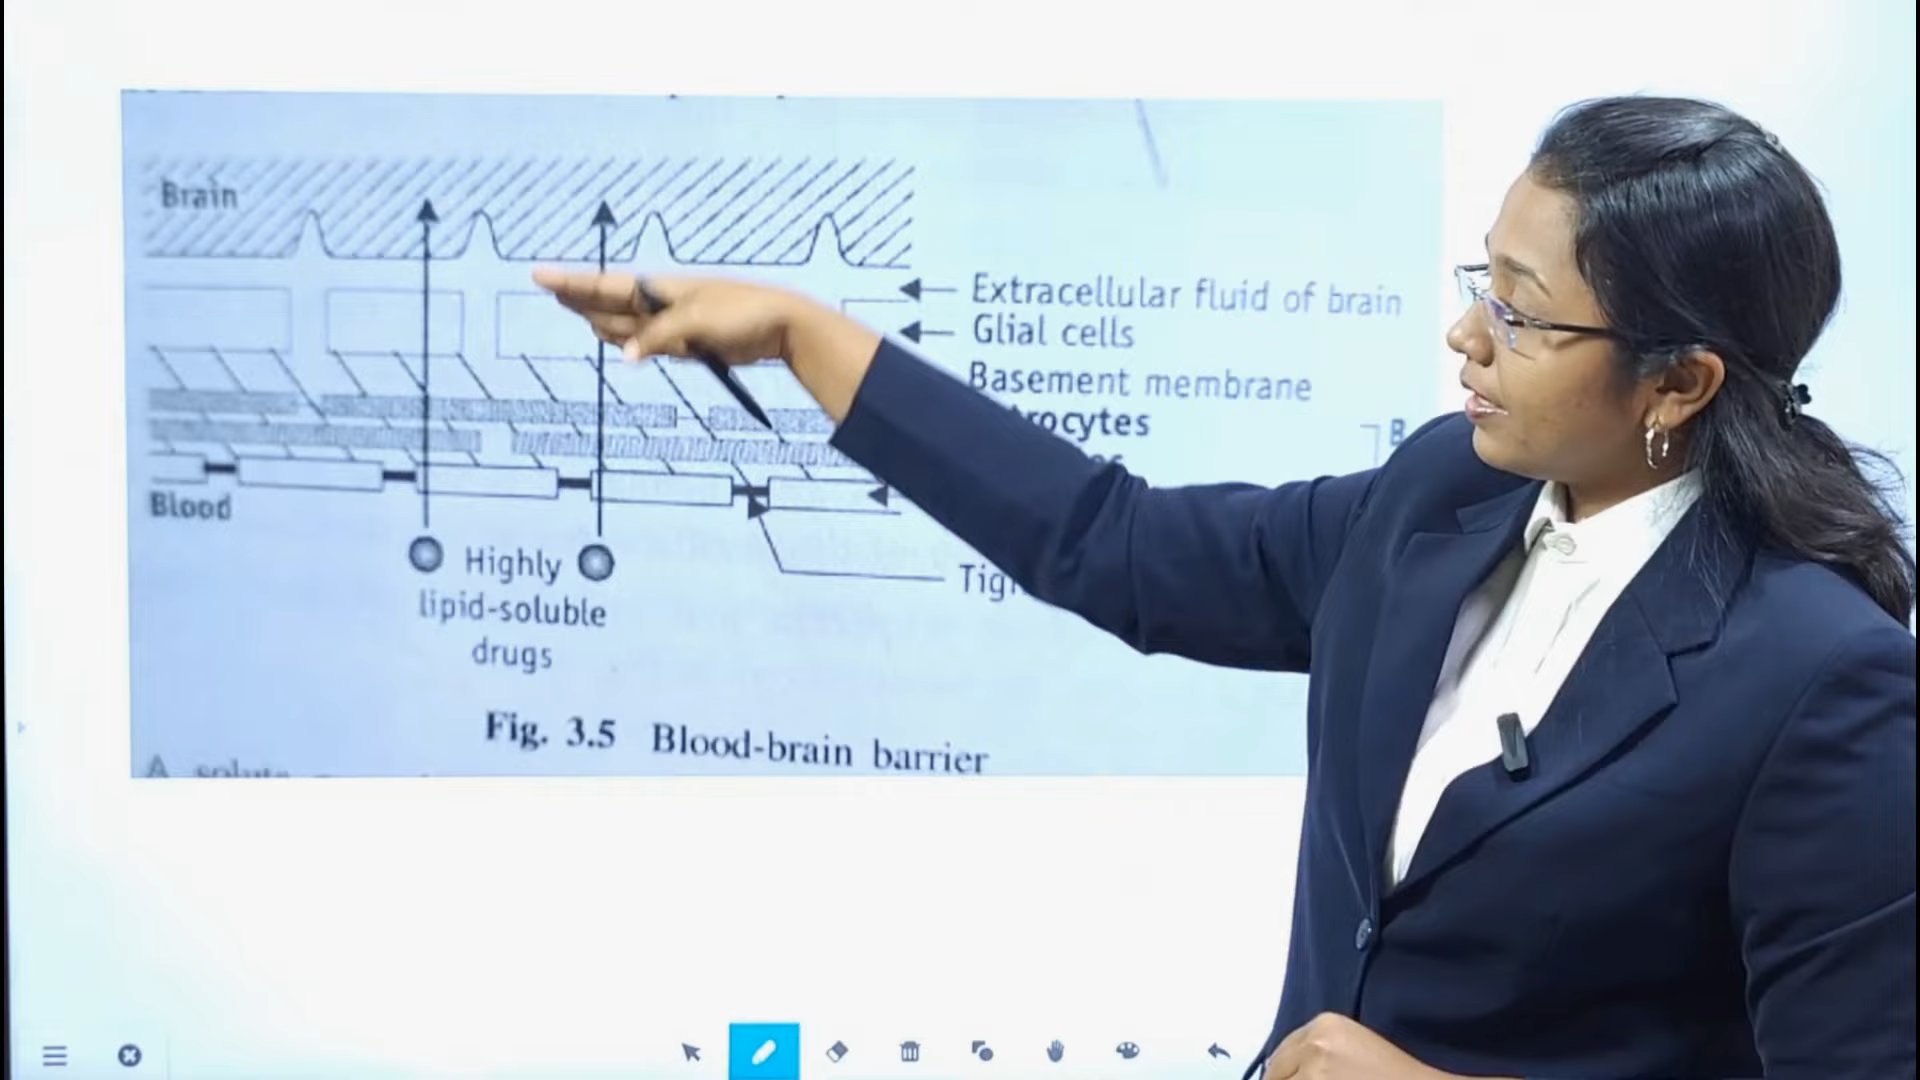 Brain
Extracellular fluid of brain
Glial cells
Basement membrane
Blood
Highly
lipid-soluble
drugs
Fig. 3.5 Blood-brain barrier